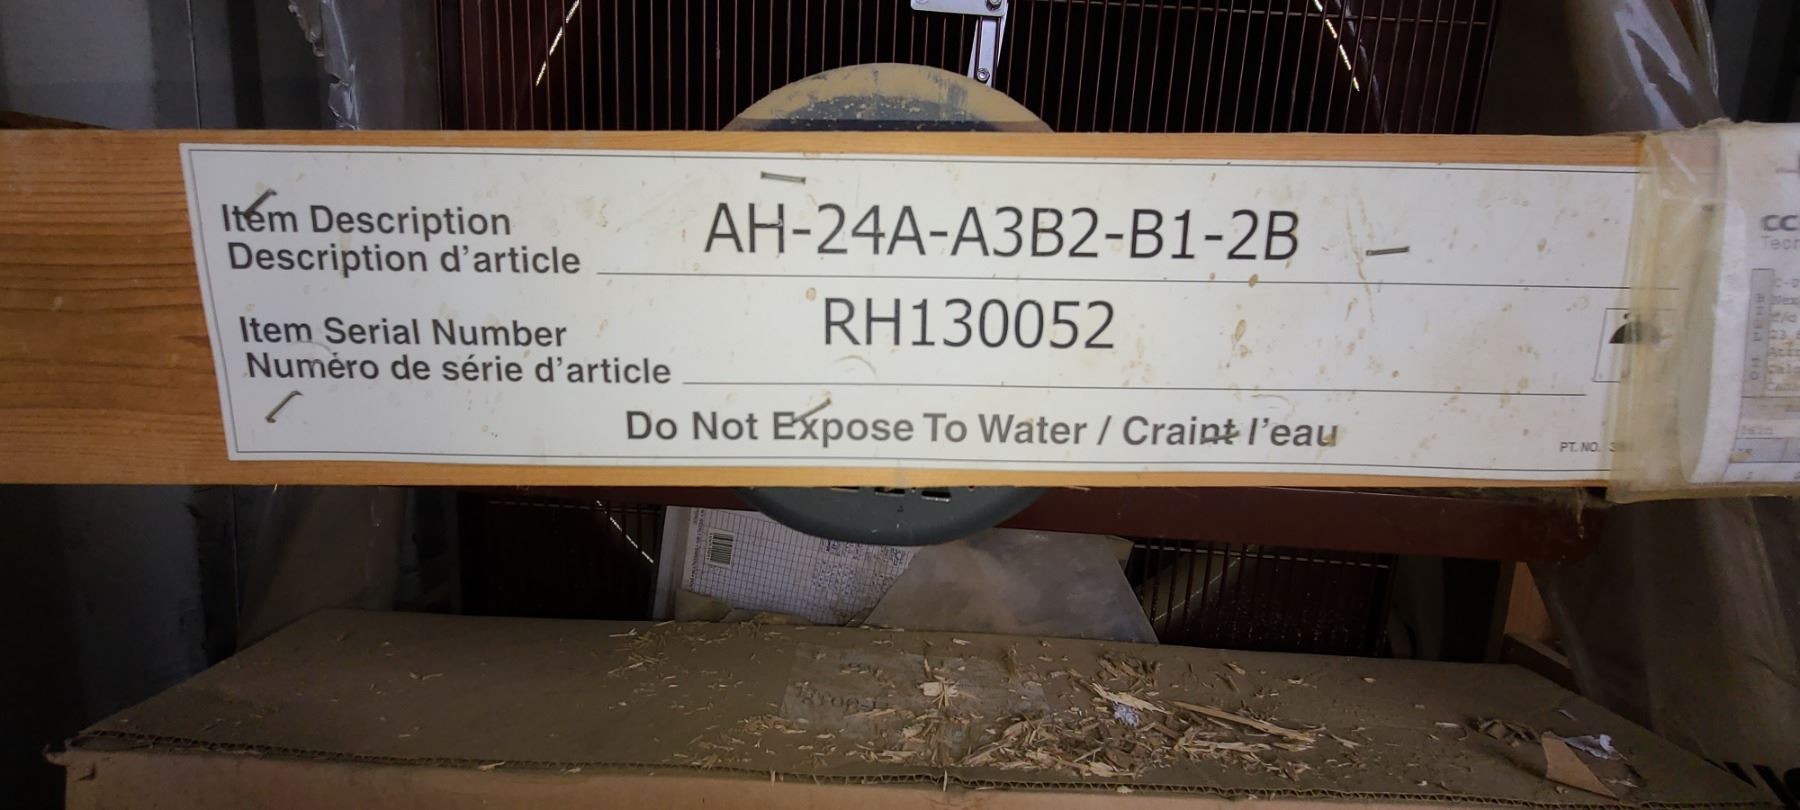 Item Description
Description d'article
AH-24A-A3B2-B1-2B
Item Serial Number
Numéro de série d'article
RH130052
Do Not Expose To Water / Craint l'eau
PT. NO.